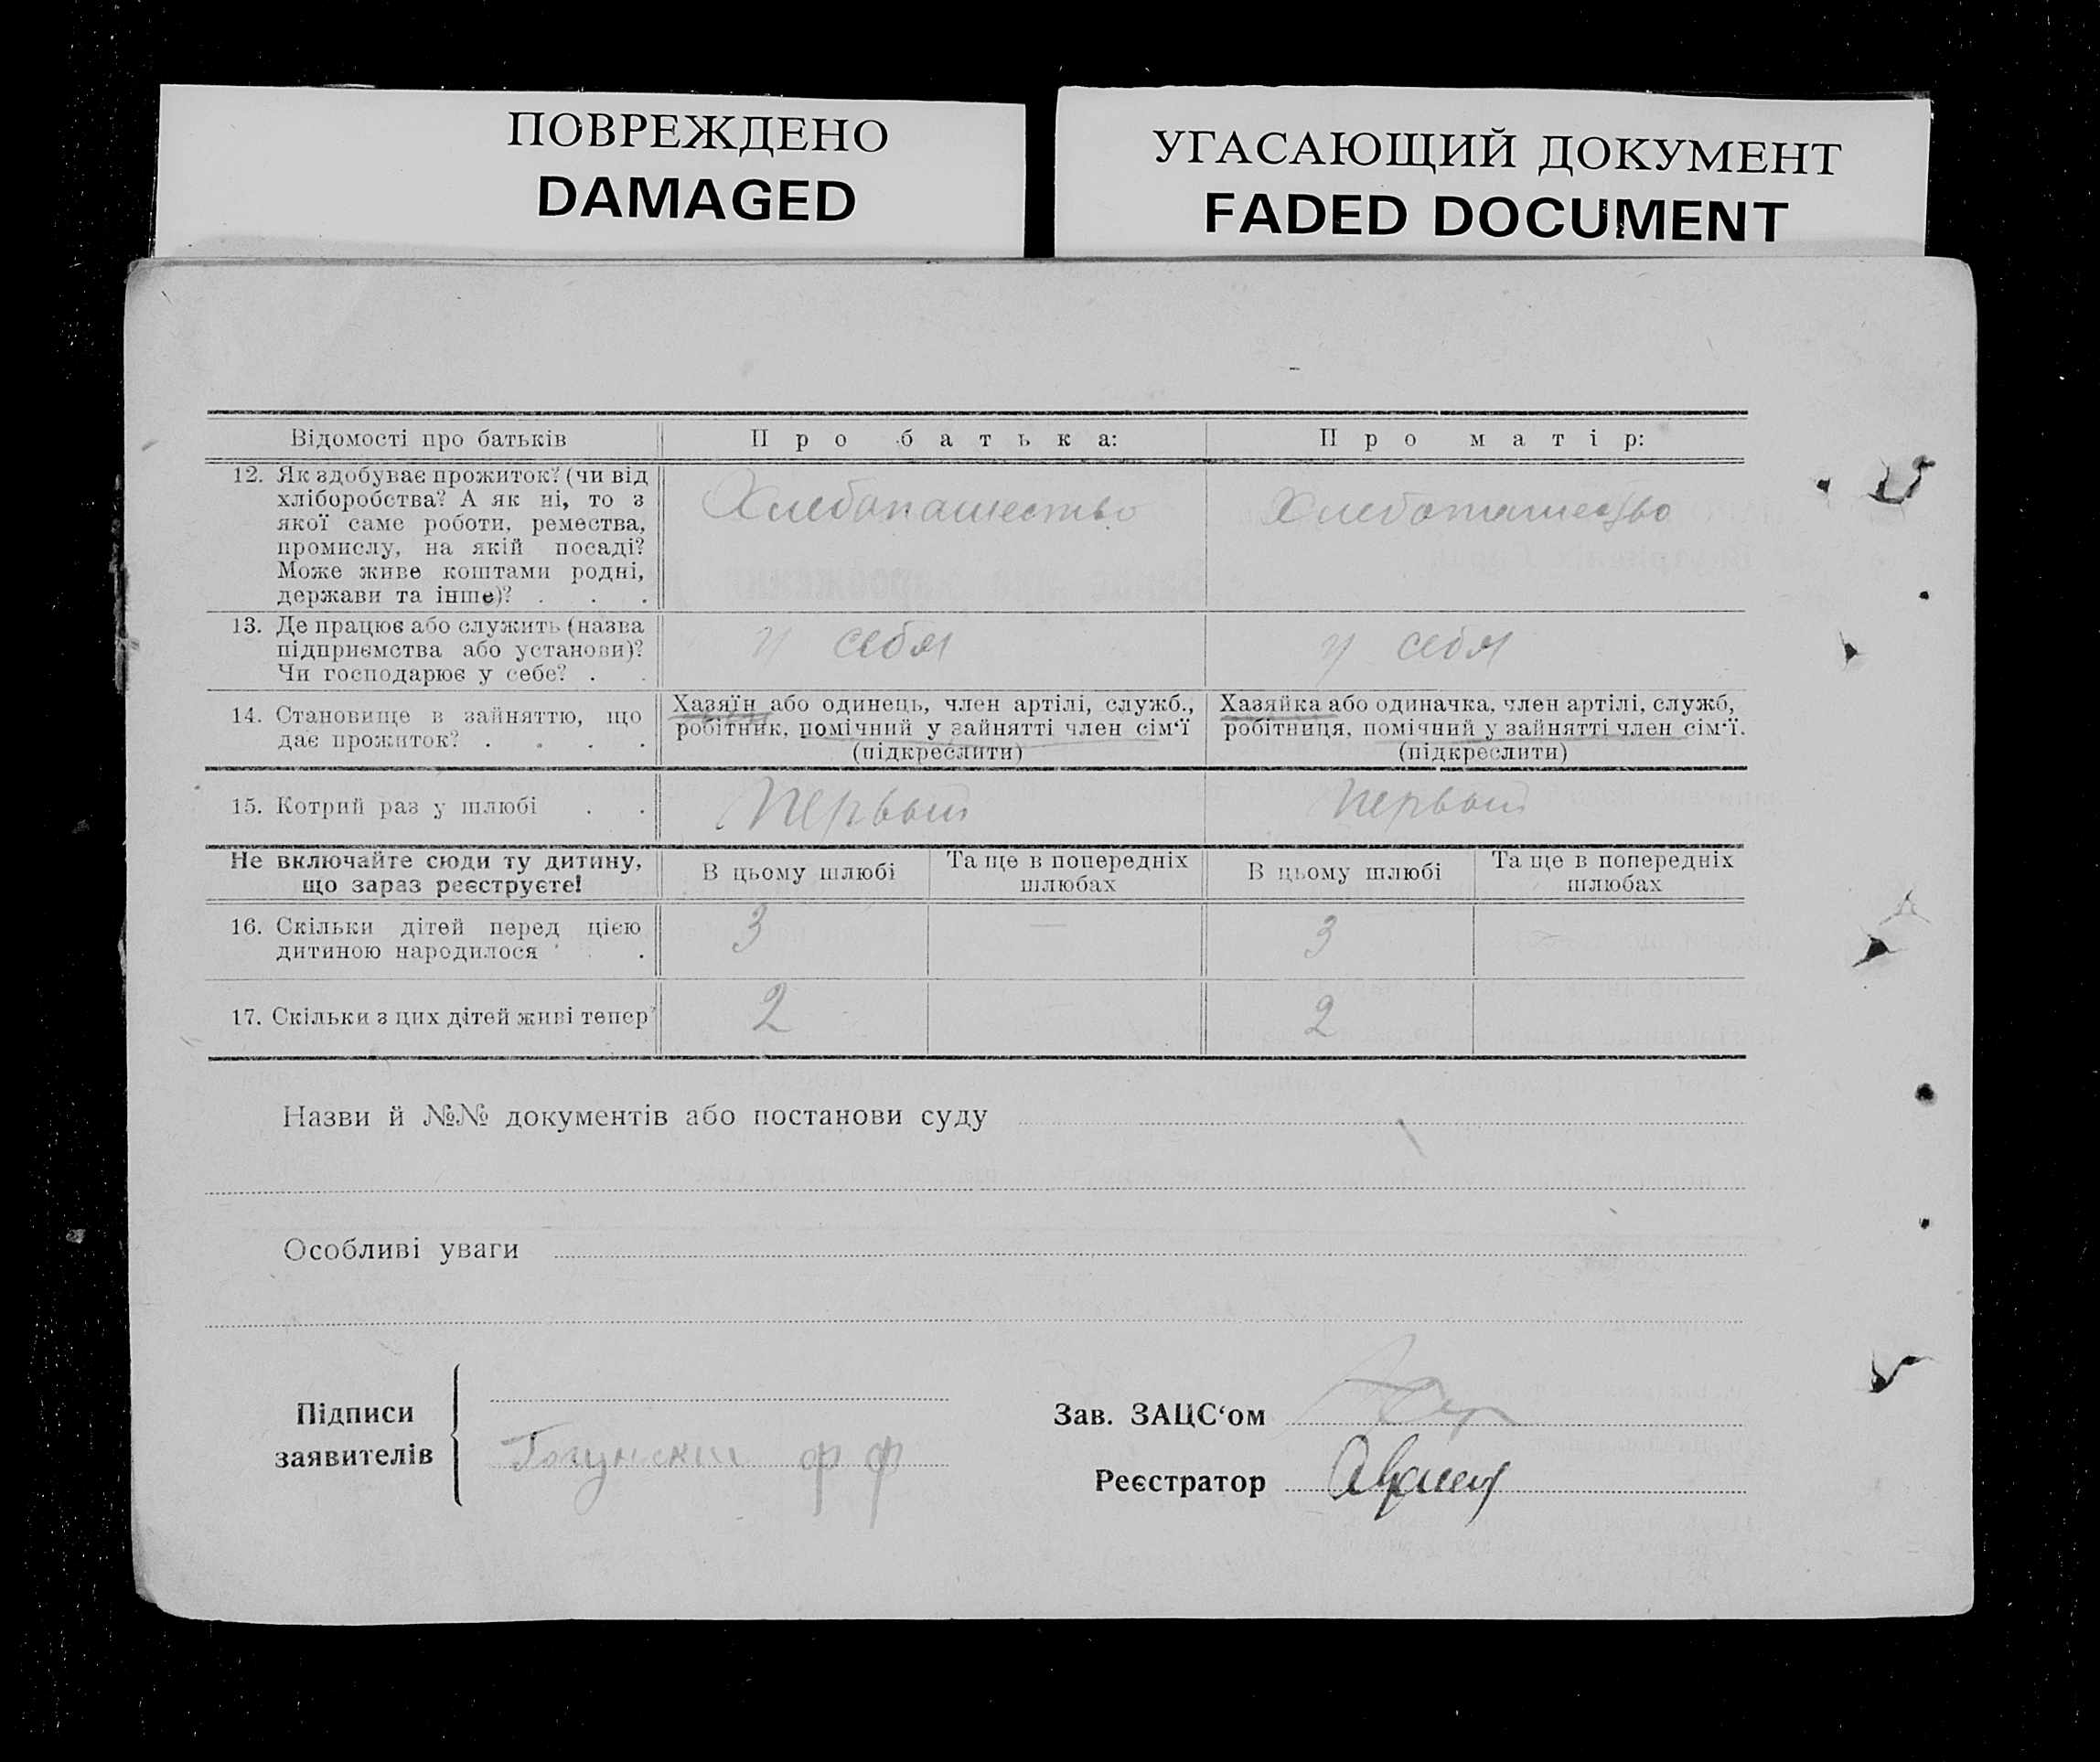 ПОВРЕЖДЕНО
DAMAGED
УГАСАЮЩИЙ ДОКУМЕНТ
FADED DOCUMENT
Відомості про батьків
Про батька:
Про матір:
12. Як здобуває прожиток? (чи від
хліборобства? А як ні, то з
якої саме роботи, ремества,
промислу, на якій посаді?
Може живе коштами родні,
держави та інше)? . . .
Хлебопашество
Хлебопашество
13. Де працює або служить (назва
підприємства або установи)?
Чи господарює у себе? . .
у себя
у себя
14. Становище в зайняттю, що
дає прожиток? . . . .
Хазяїн або одинець, член артілі, служб.,
робітник, помічний у зайнятті член сім'ї
(підкреслити)
Хазяйка або одиначка, член артілі, служб,
робітниця, помічний у зайнятті член сім'ї.
(підкреслити)
15. Котрий раз у шлюбі . .
Первый
Первый
Не включайте сюди ту дитину,
що зараз реєструєте!
В цьому шлюбі
Та ще в попередніх
шлюбах
В цьому шлюбі
Та ще в попередніх
шлюбах
16. Скільки дітей перед цією
дитиною народилося . .
3
—
3
—
17. Скільки з цих дітей живі тепер?
2
2
Назви й №№ документів або постанови суду
Особливі уваги
Підписи
заявителів
ф ф
Зав. ЗАЦС'ом
Реєстратор